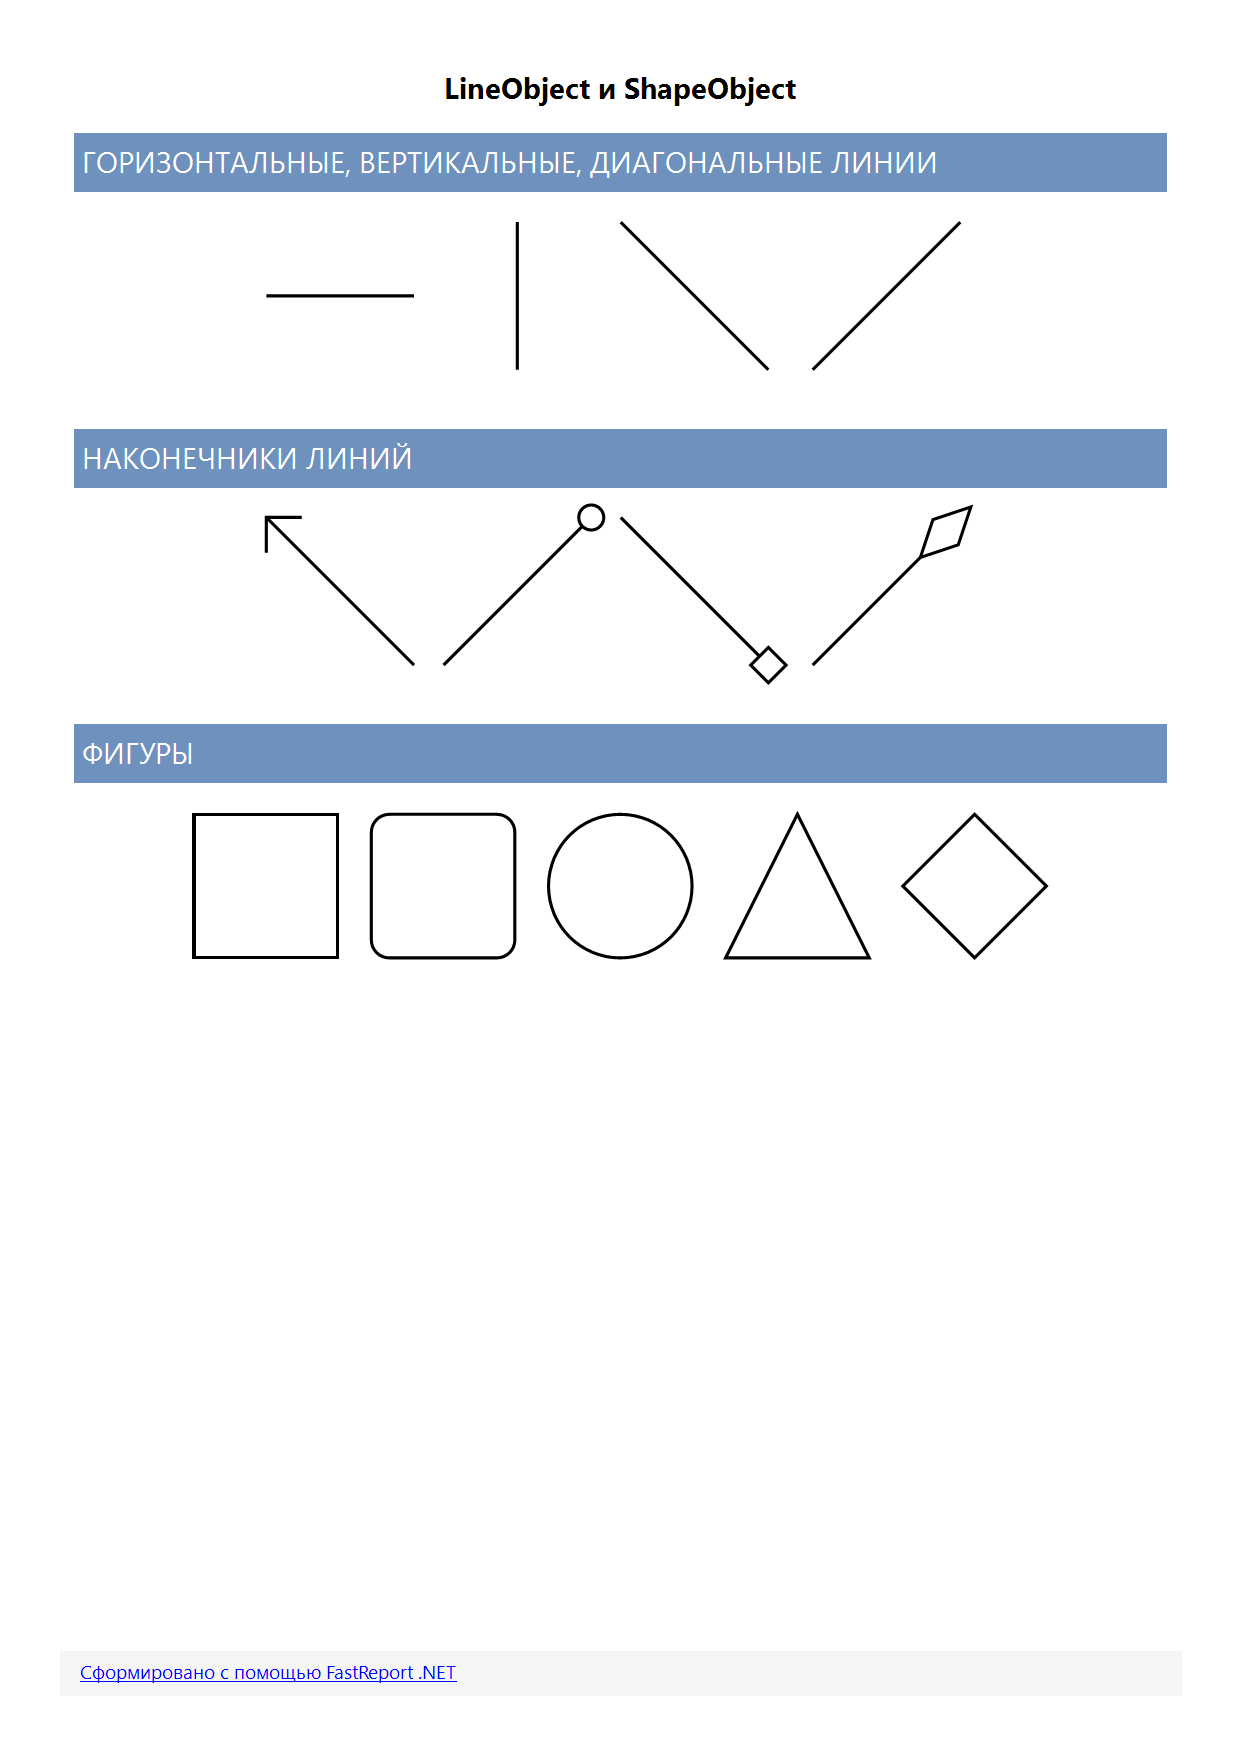 LineObject и ShapeObject
ГОРИЗОНТАЛЬНЫЕ, ВЕРТИКАЛЬНЫЕ, ДИАГОНАЛЬНЫЕ ЛИНИИ
НАКОНЕЧНИКИ ЛИНИЙ
ФИГУРЫ
Сформировано с помощью FastReport .NET